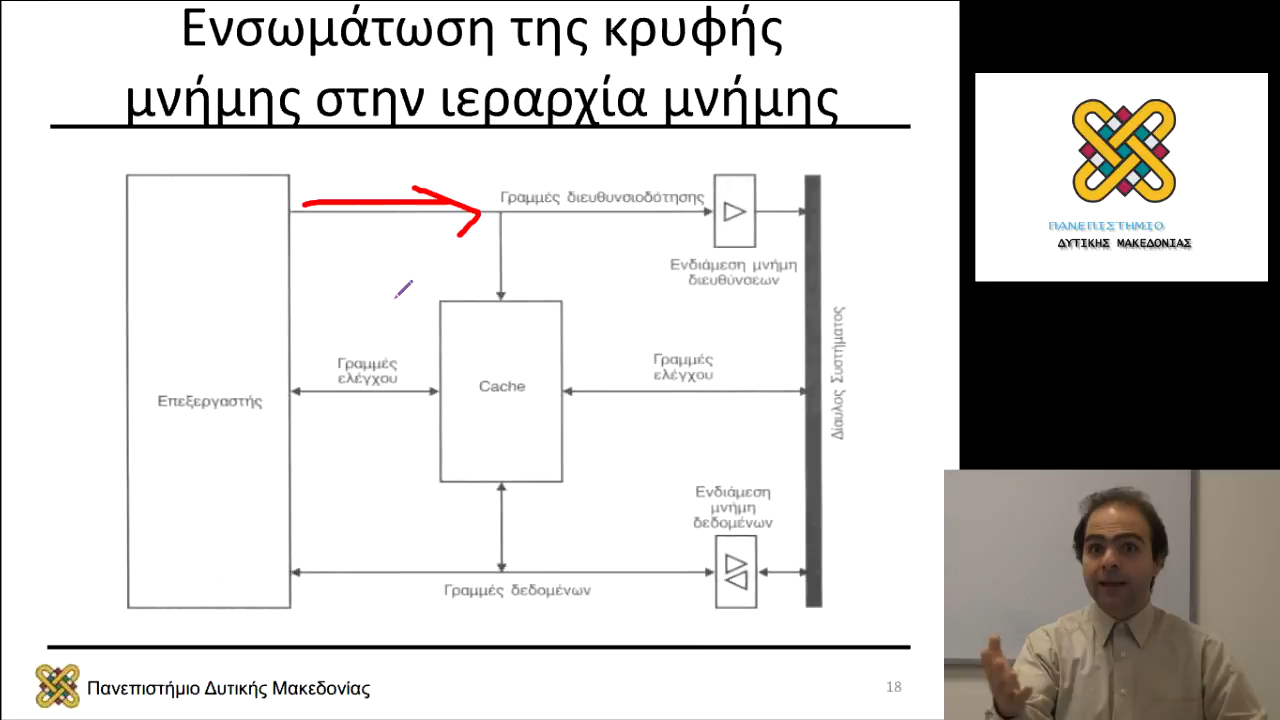 Ενσωμάτωση της κρυφής
μνήμης στην ιεραρχία μνήμης
Γραμμές διευθυνσιοδότησης
Ενδιάμεση μνήμη
διευθύνσεων
Γραμμές
ελέγχου
Γραμμές
ελέγχου
Cache
Επεξεργαστής
Δίαυλος Συστήματος
Ενδιάμεση
μνήμη
δεδομένων
Γραμμές δεδομένων
Πανεπιστήμιο Δυτικής Μακεδονίας
18
ΠΑΝΕΠΙΣΤΗΜΙΟ
ΔΥΤΙΚΗΣ ΜΑΚΕΔΟΝΙΑΣ